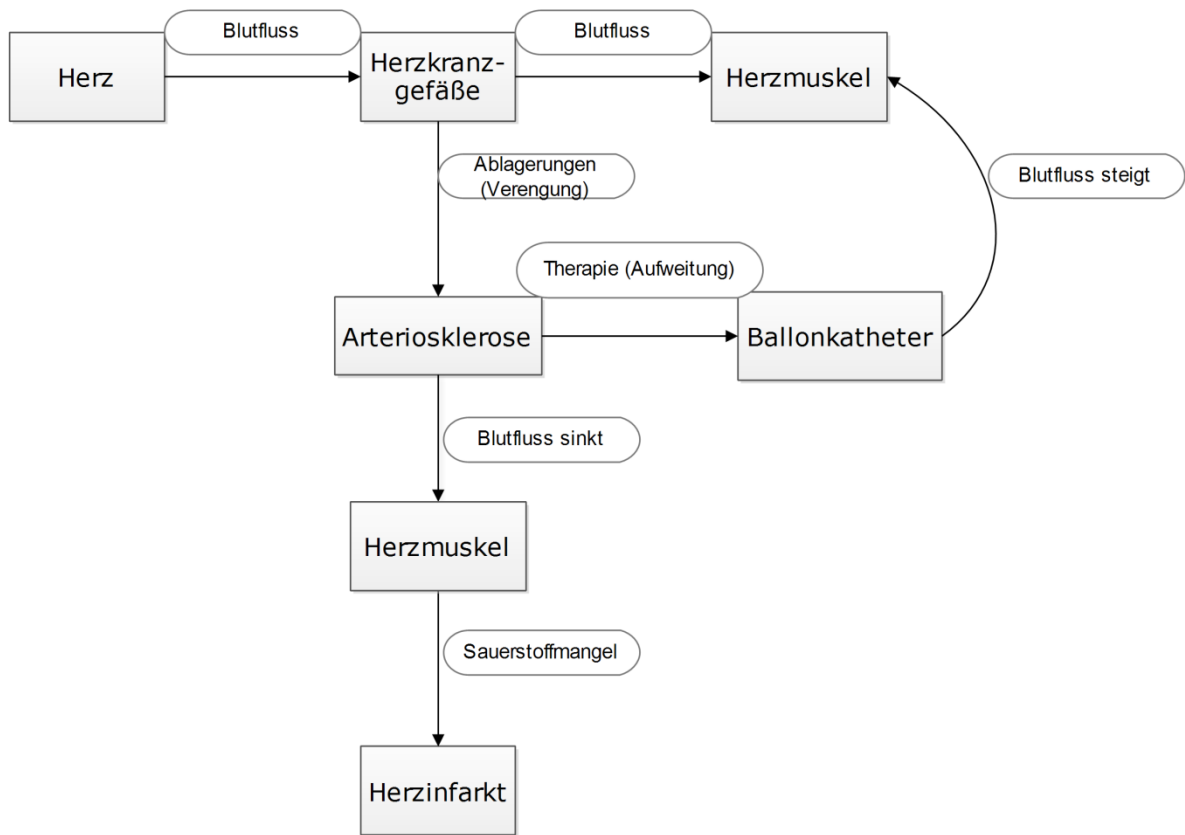 Blutfluss
Blutfluss
Herz
Herzkranz-
gefäße
Herzmuskel
Ablagerungen
(Verengung)
Blutfluss steigt
Therapie (Aufweitung)
Arteriosklerose
Ballonkatheter
Blutfluss sinkt
Herzmuskel
Sauerstoffmangel
Herzinfarkt